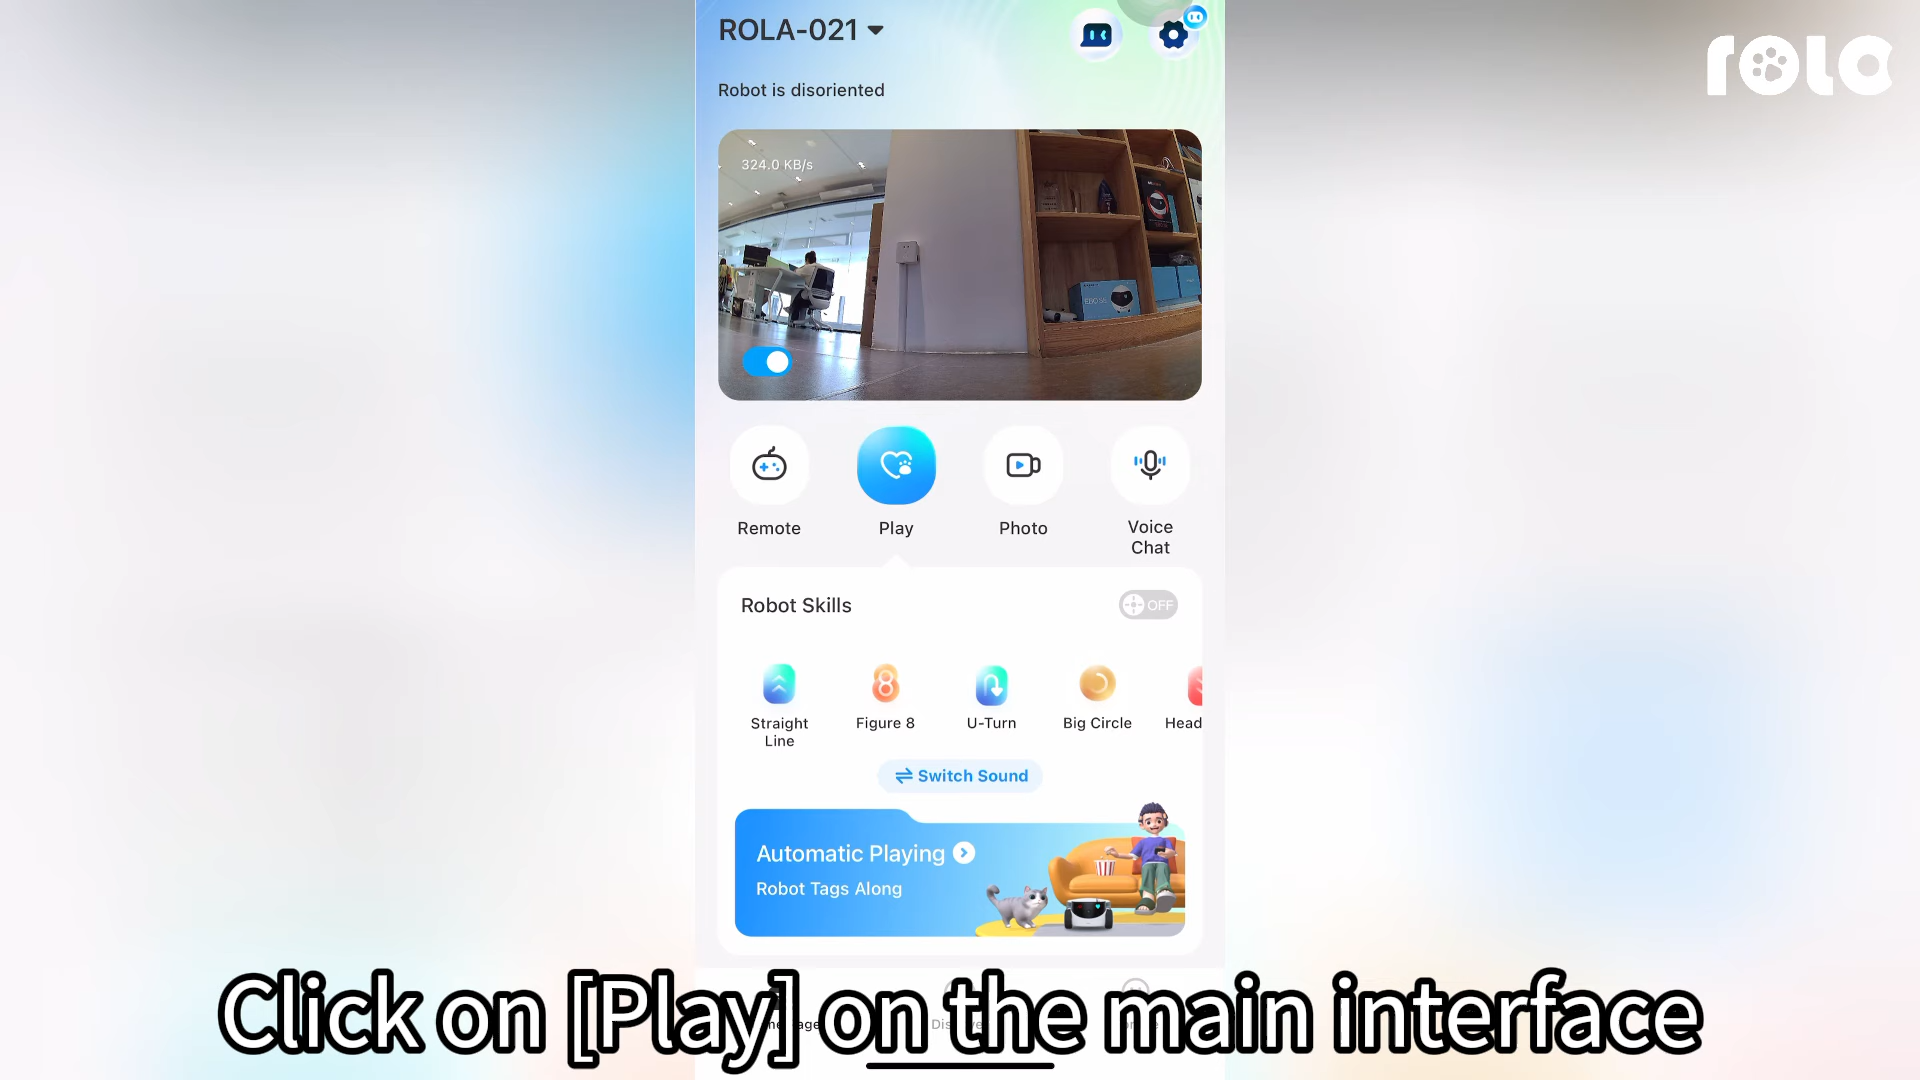 ROLA-021
rola
Robot is disoriented
324.0 KB/s
Remote
Play
Photo
Voice
Chat
Robot Skills
OFF
Straight
Line
Figure 8
U-Turn
Big Circle
Head
Switch Sound
Automatic Playing
Robot Tags Along
Click on [Play] on the main interface